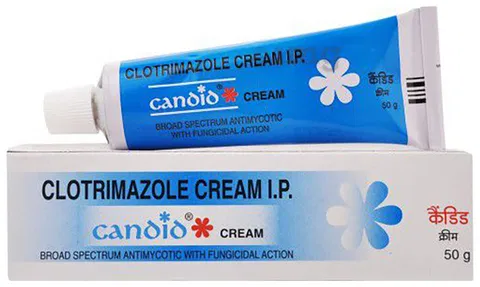 CLOTRIMAZOLE CREAM I.P.
candid®* CREAM
BROAD SPECTRUM ANTIMYCOTIC
WITH FUNGICIDAL ACTION
कैंडिड
क्रीम
50 g
CLOTRIMAZOLE CREAM I.P.
candid®* CREAM
BROAD SPECTRUM ANTIMYCOTIC WITH FUNGICIDAL ACTION
कैंडिड
क्रीम
50 g